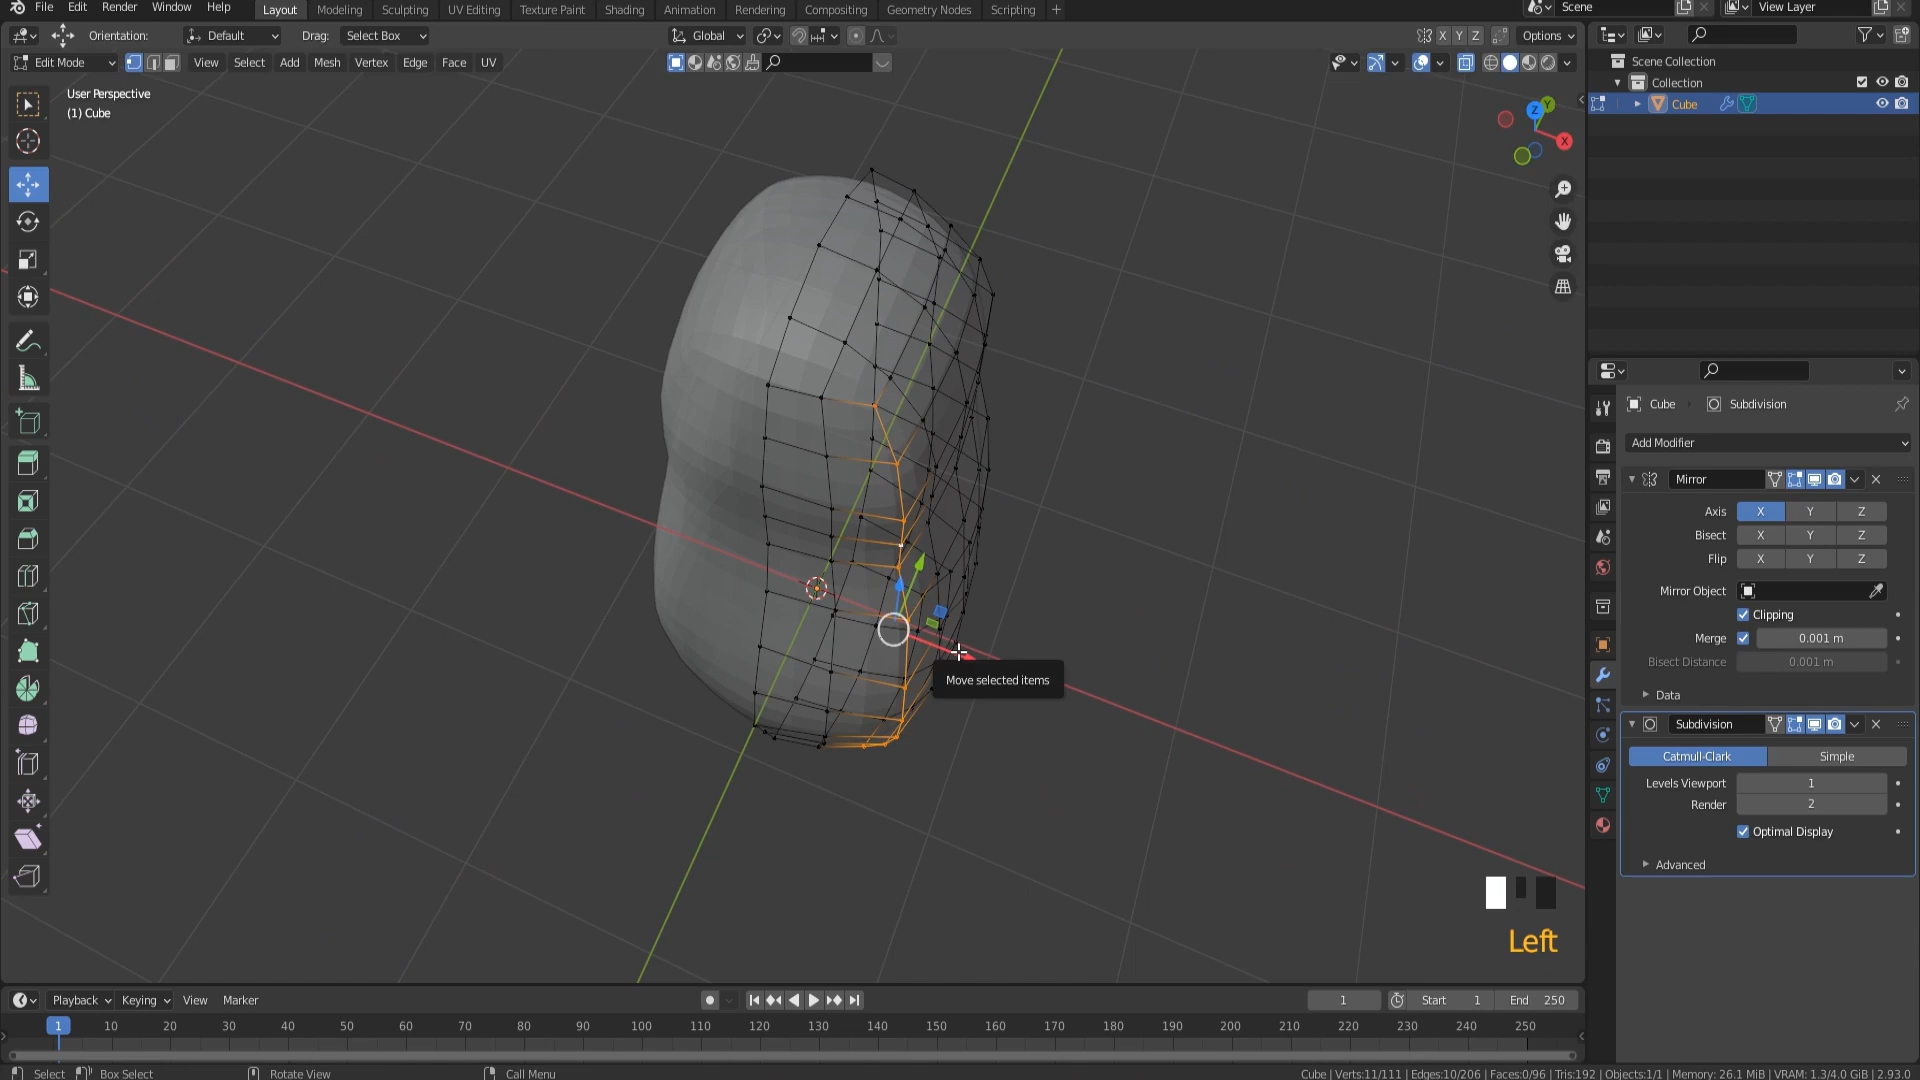 File Edit Render Window Help Layout Modeling Sculpting UV Editing Texture Paint Shading Animation Rendering Compositing Geometry Nodes Scripting + Scene View Layer
Orientation: Default Drag: Select Box Global X Y Z Options
Edit Mode View Select Add Mesh Vertex Edge Face UV
User Perspective
(1) Cube
Z Y X
Scene Collection
Collection
Cube
Cube Subdivision
Add Modifier
Mirror
Axis X Y Z
Bisect X Y Z
Flip X Y Z
Mirror Object
Clipping
Merge 0.001 m
Bisect Distance 0.001 m
Data
Subdivision
Catmull-Clark Simple
Levels Viewport 1
Render 2
Optimal Display
Advanced
Move selected items
Left
Playback Keying View Marker 1 Start 1 End 250
1 10 20 30 40 50 60 70 80 90 100 110 120 130 140 150 160 170 180 190 200 210 220 230 240 250
Select Box Select Rotate View Call Menu Cube | Verts:11/111 | Edges:10/206 | Faces:0/96 | Tris:192 | Objects:1/1 | Memory: 26.1 MiB | VRAM: 1.3/4.0 GiB | 2.93.0